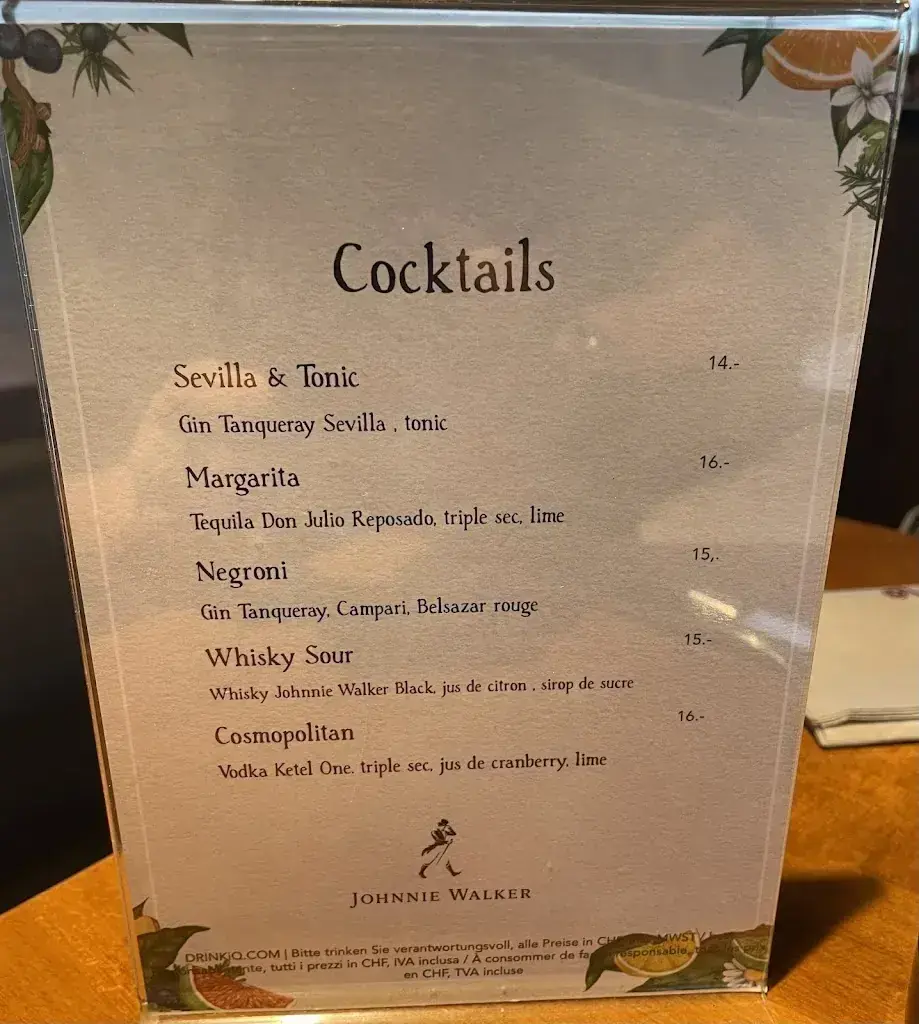 Cocktails
Sevilla & Tonic 14.-
Gin Tanqueray Sevilla , tonic
Margarita 16.-
Tequila Don Julio Reposado, triple sec, lime
Negroni 15,.
Gin Tanqueray, Campari, Belsazar rouge
Whisky Sour 15.-
Whisky Johnnie Walker Black, jus de citron , sirop de sucre
Cosmopolitan 16.-
Vodka Ketel One, triple sec, jus de cranberry, lime
JOHNNIE WALKER
DRINKiQ.COM | Bitte trinken Sie verantwortungsvoll, alle Preise in CHF MWST /
tutti i prezzi in CHF, IVA inclusa / À consommer de responsable, prix
en CHF, TVA incluse